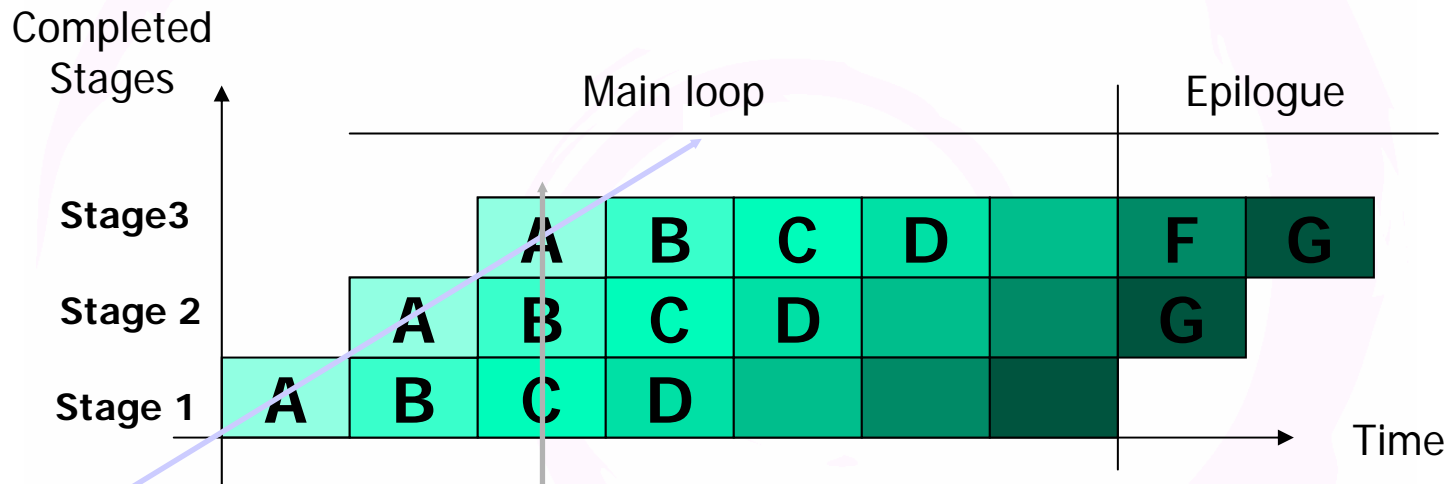 Completed
Stages
Main loop
Epilogue
Stage3
A B C D F G
Stage 2
A B C D G
Stage 1
A B C D
Time